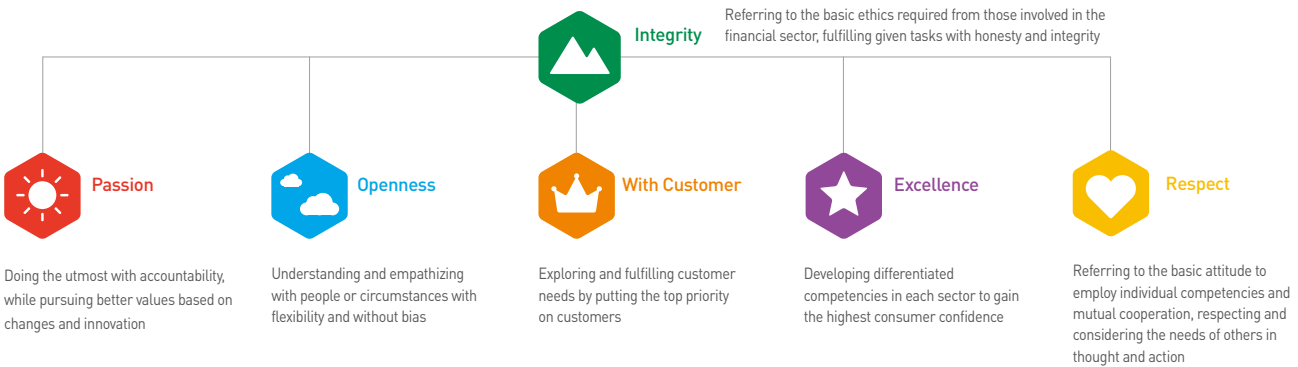 Integrity
Referring to the basic ethics required from those involved in the
financial sector, fulfilling given tasks with honesty and integrity
Passion
Doing the utmost with accountability,
while pursuing better values based on
changes and innovation
Openness
Understanding and empathizing
with people or circumstances with
flexibility and without bias
With Customer
Exploring and fulfilling customer
needs by putting the top priority
on customers
Excellence
Developing differentiated
competencies in each sector to gain
the highest consumer confidence
Respect
Referring to the basic attitude to
employ individual competencies and
mutual cooperation, respecting and
considering the needs of others in
thought and action